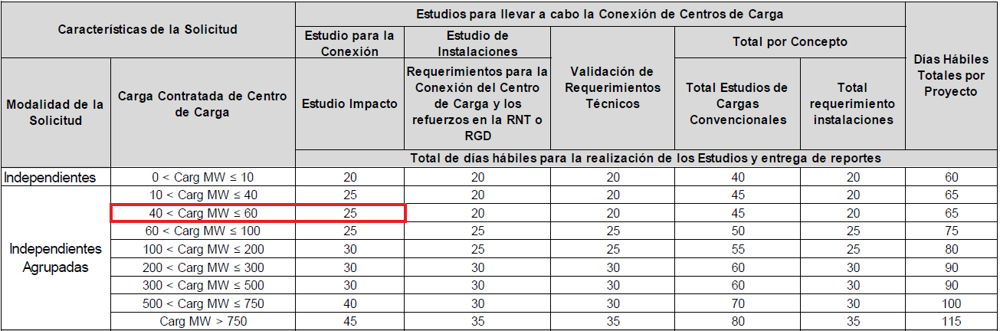 Características de la Solicitud
Estudios para llevar a cabo la Conexión de Centros de Carga
Días Hábiles
Totales por
Proyecto
Estudio para la
Conexión
Estudio de
Instalaciones
Validación de
Requerimientos
Técnicos
Total por Concepto
Modalidad de la
Solicitud
Carga Contratada de Centro
de Carga
Estudio Impacto
Requerimientos para la
Conexión del Centro
de Carga y los
refuerzos en la RNT o
RGD
Total Estudios de
Cargas
Convencionales
Total
requerimiento
instalaciones
Total de días hábiles para la realización de los Estudios y entrega de reportes
Independientes 0 < Carg MW ≤ 10 20 20 20 40 20 60
Independientes
Agrupadas
10 < Carg MW ≤ 40 25 20 20 45 20 65
40 < Carg MW ≤ 60 25 20 20 45 20 65
60 < Carg MW ≤ 100 25 25 25 50 25 75
100 < Carg MW ≤ 200 30 25 25 55 25 80
200 < Carg MW ≤ 300 30 30 30 60 30 90
300 < Carg MW ≤ 500 30 30 30 60 30 90
500 < Carg MW ≤ 750 40 30 30 70 30 100
Carg MW > 750 45 35 35 80 35 115